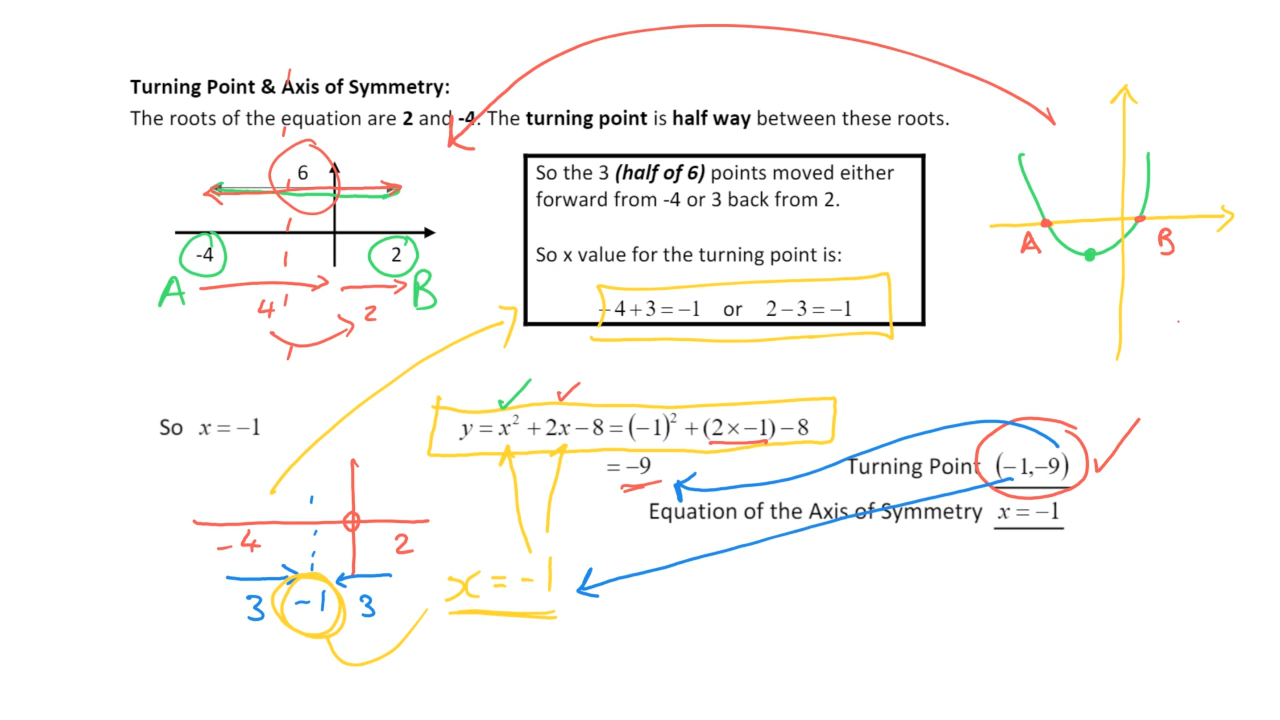 Turning Point & Axis of Symmetry:
The roots of the equation are 2 and -4. The turning point is half way between these roots.
6
-4
2
A
B
4
2
So the 3 (half of 6) points moved either
forward from -4 or 3 back from 2.
So x value for the turning point is:
-4+3=-1 or 2-3=-1
A
B
So x=-1
y=x²+2x-8=(-1)²+(2×-1)-8
=-9
Turning Point (-1,-9)
Equation of the Axis of Symmetry x=-1
-4
2
3
-1
3
x=-1